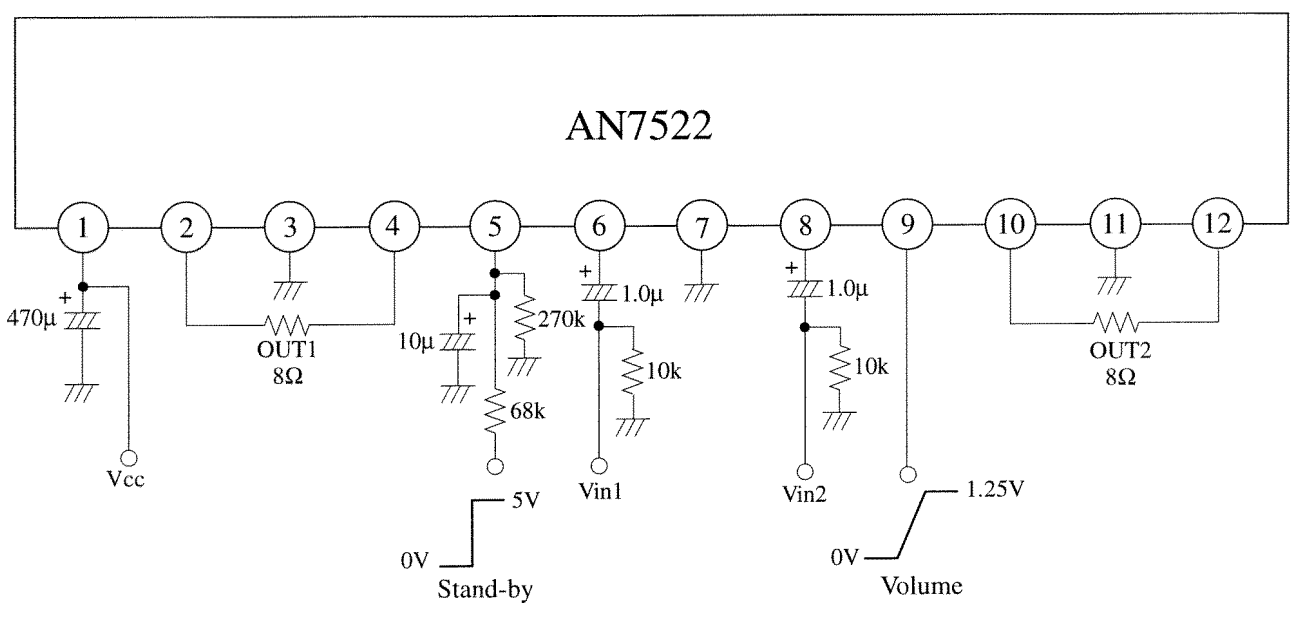 AN7522
1 2 3 4 5 6 7 8 9 10 11 12
+
470μ
Vcc
OUT1
8Ω
+
10μ
270k
68k
5V
0V
Stand-by
+
1.0μ
10k
Vin1
+
1.0μ
10k
Vin2
1.25V
0V
Volume
OUT2
8Ω